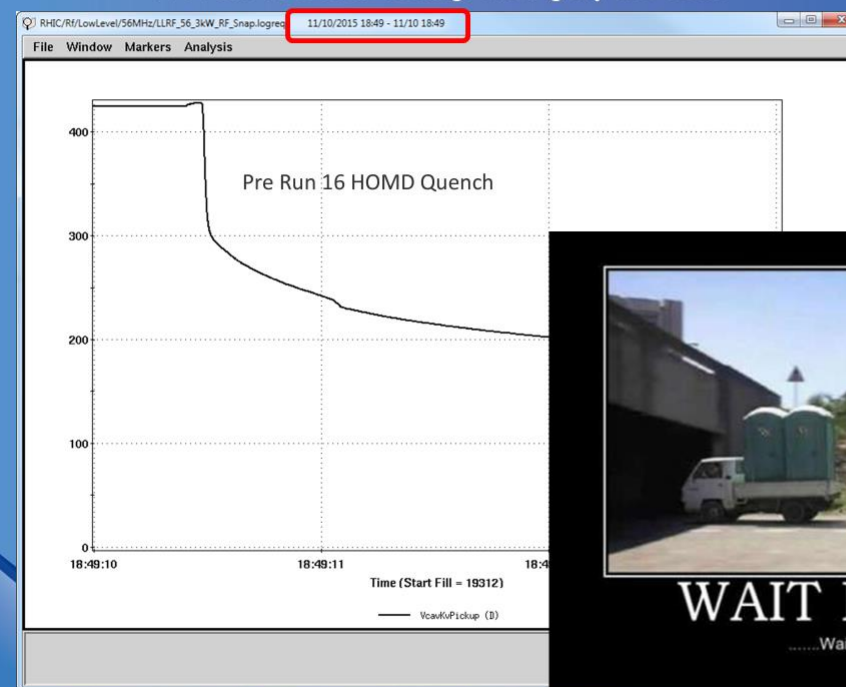 RHIC/Rf/LowLevel/56MHz/LLRF_56_3kW_RF_Snap.logreq 11/10/2015 18:49 - 11/10 18:49
File Window Markers Analysis
400
Pre Run 16 HOMD Quench
300
200
100
0
18:49:10 18:49:11
Time (Start Fill = 19312)
VcavKvPickup (D)
WAIT